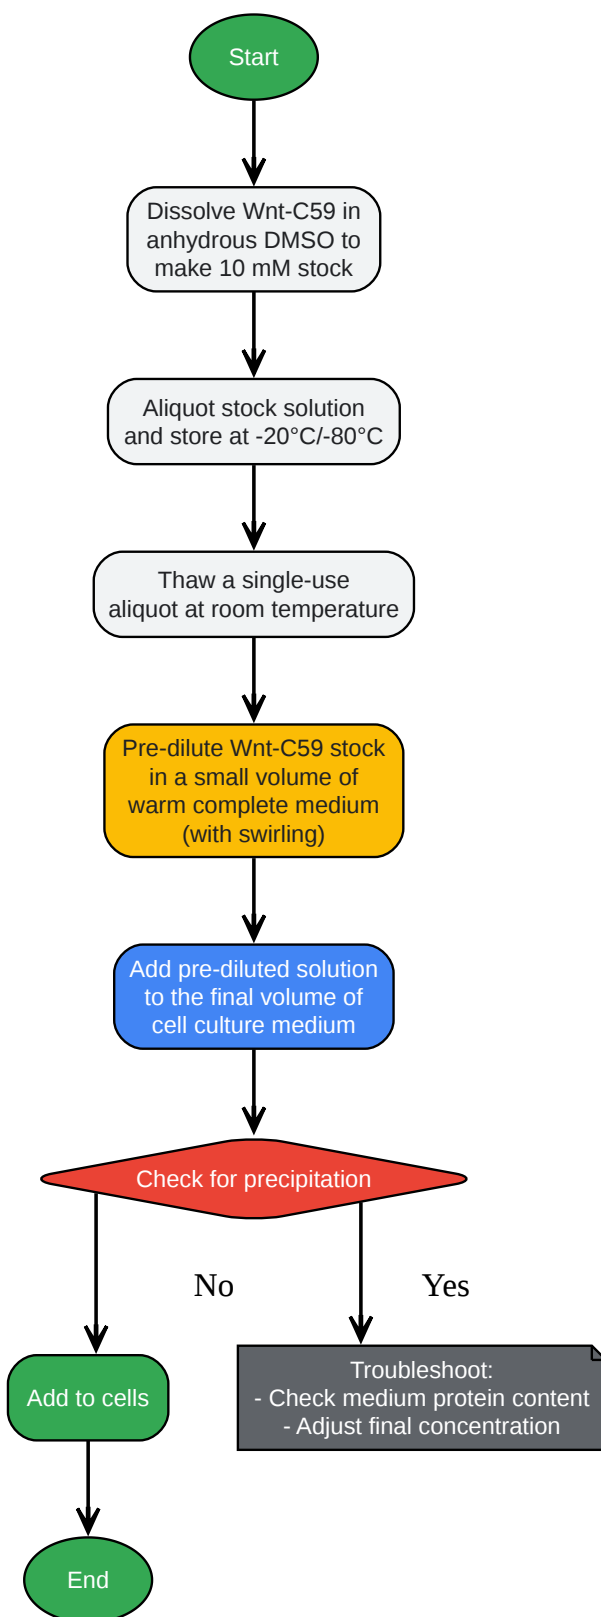 Start
Dissolve Wnt-C59 in
anhydrous DMSO to
make 10 mM stock
Aliquot stock solution
and store at -20°C/-80°C
Thaw a single-use
aliquot at room temperature
Pre-dilute Wnt-C59 stock
in a small volume of
warm complete medium
(with swirling)
Add pre-diluted solution
to the final volume of
cell culture medium
Check for precipitation
No
Yes
Add to cells
Troubleshoot:
- Check medium protein content
- Adjust final concentration
End